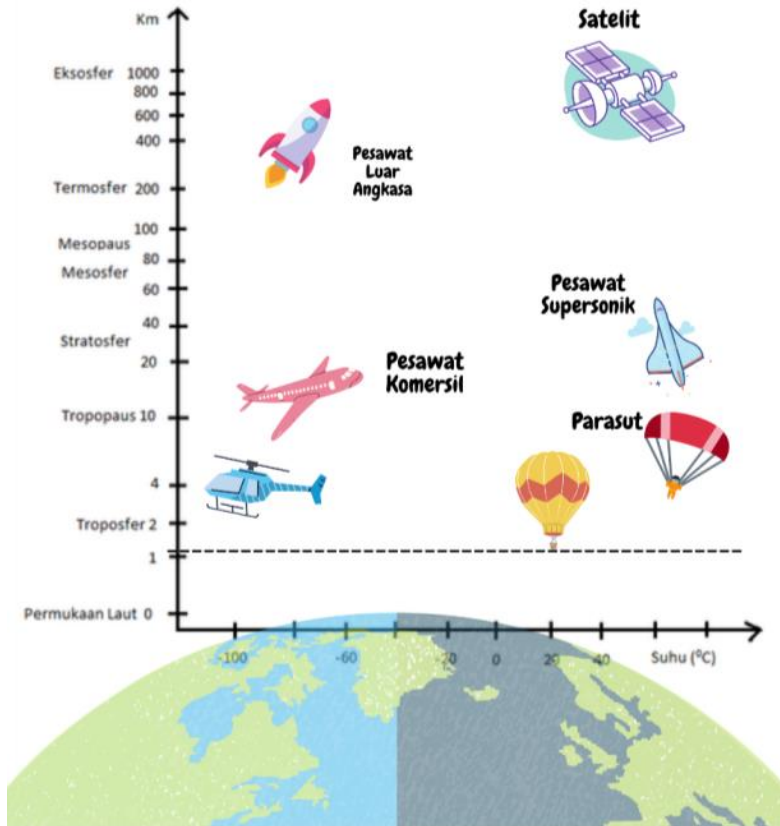 Km
Satelit
Eksosfer 1000
800
600
400
Pesawat
Luar
Angkasa
Termosfer 200
100
Mesopaus
80
Mesosfer
60
Pesawat
Supersonik
40
Stratosfer
20
Pesawat
Komersil
Tropopaus 10
Parasut
4
Troposfer 2
1
Permukaan Laut 0
-100 -60 -20 0 20 40 Suhu (⁰C)